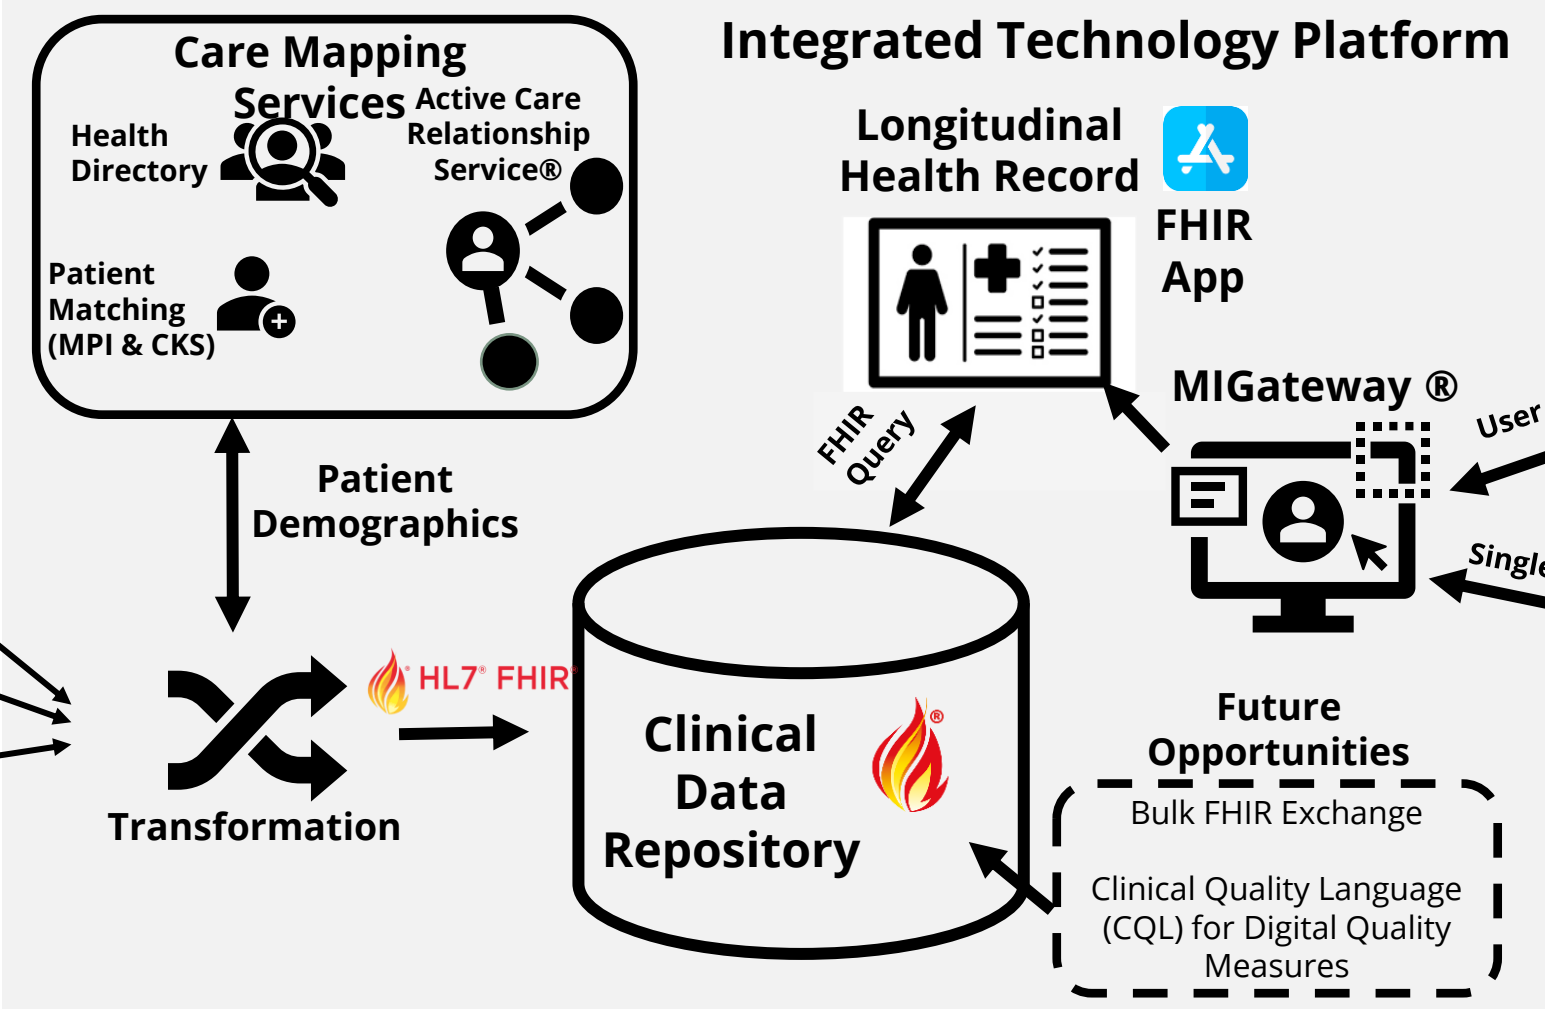 Care Mapping
Services
Health
Directory
Active Care
Relationship
Service®
Patient
Matching
(MPI & CKS)
Integrated Technology Platform
Longitudinal
Health Record
FHIR
App
MIGateway ®
User
Single
FHIR
Query
Patient
Demographics
HL7® FHIR®
Transformation
Clinical
Data
Repository
®
Future
Opportunities
Bulk FHIR Exchange
Clinical Quality Language
(CQL) for Digital Quality
Measures